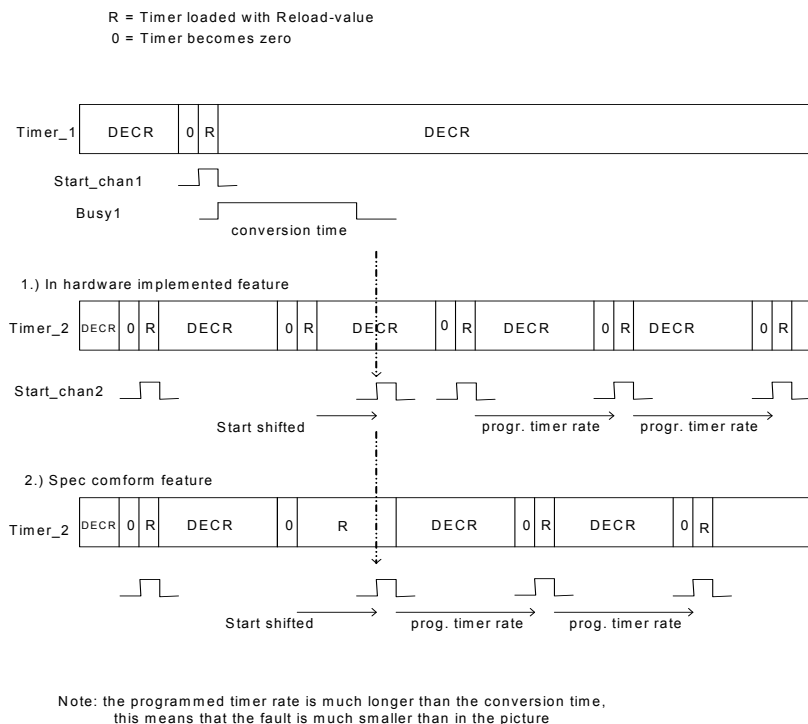 R = Timer loaded with Reload-value
0 = Timer becomes zero
Timer_1 DECR 0 R DECR
Start_chan1
Busy1
conversion time
1.) In hardware implemented feature
Timer_2 DECR 0 R DECR 0 R DECR 0 R DECR 0 R DECR 0 R
Start_chan2
Start shifted progr. timer rate progr. timer rate
2.) Spec comform feature
Timer_2 DECR 0 R DECR 0 R DECR 0 R DECR 0 R
Start shifted prog. timer rate prog. timer rate
Note: the programmed timer rate is much longer than the conversion time,
this means that the fault is much smaller than in the picture